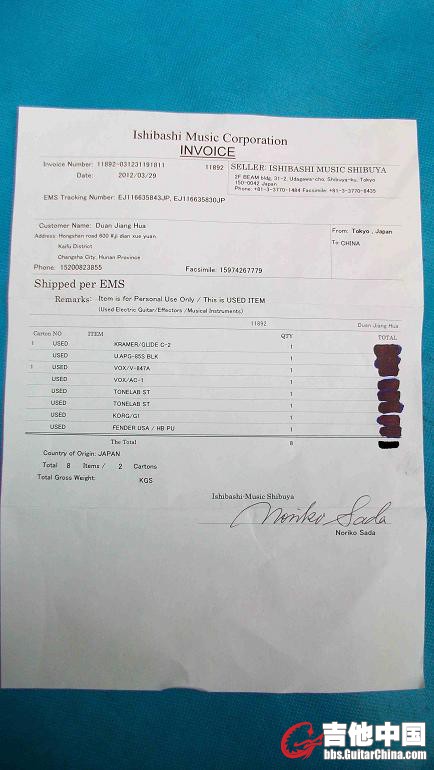 Ishibashi Music Corporation
INVOICE
Invoice Number: 11892-031231191811 11892 SELLER: ISHIBASHI MUSIC SHIBUYA
Date: 2012/03/29 2F BEAM bldg, 31-2, Udagawa-cho, Shibuya-ku, Tokyo
150-0042 Japan
Phone: +81-3-3770-1484 Facsimile: +81-3-3770-8435
EMS Tracking Number: EJ116635843JP, EJ116635830JP
Customer Name: Duan Jiang Hua From: Tokyo, Japan
Address: Hongshan road 600 #ji dian xue yuan To: CHINA
Kaifu District
Changsha City, Hunan Province
Phone: 15200823855 Facsimile: 15974267779
Shipped per EMS
Remarks: Item is for Personal Use Only / This is USED ITEM
(Used Electric Guitar/Effectors /Musical Instruments)
11892 Duan Jiang Hua
Carton NO ITEM QTY TOTAL
1 USED KRAMER/GLIDE C-2 1
USED U.APG-85S BLK 1
1 USED VOX/V-847A 1
USED VOX/AC-1 1
USED TONELAB ST 1
USED TONELAB ST 1
USED KORG/G1 1
USED FENDER USA / HB PU 1
The Total 8
Country of Origin: JAPAN
Total 8 Items / 2 Cartons
Total Gross Weight: KGS
Ishibashi Music Shibuya
Noriko Sada
Noriko Sada
吉他中国
bbs.GuitarChina.com